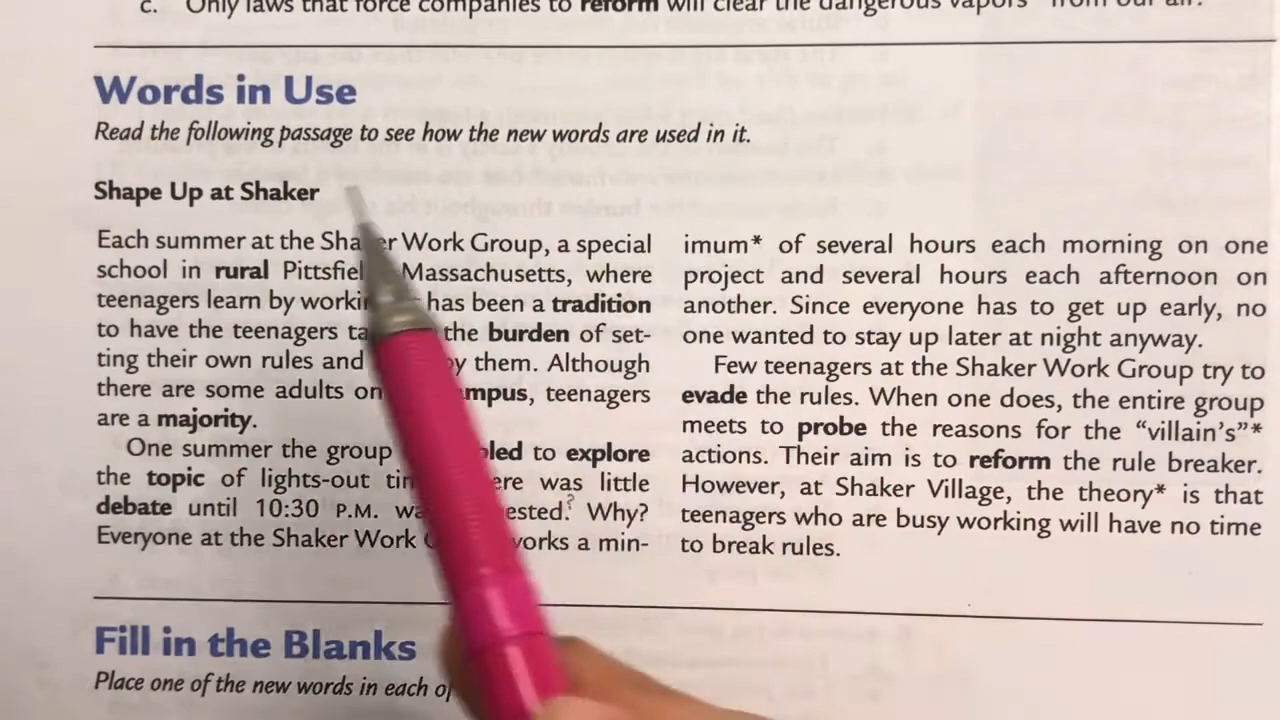 c. Only laws that force companies to reform will clear the dangerous vapors* from our air.
Words in Use
Read the following passage to see how the new words are used in it.
Shape Up at Shaker
Each summer at the Shaker Work Group, a special
school in rural Massachusetts, where
teenagers learn by has been a tradition
to have the teenagers the burden of set-
ting their own rules and by them. Although
there are some adults on teenagers
are a majority.
One summer the group to explore
the topic of lights-out was little
debate until 10:30 P.M. Why?
Everyone at the Shaker Work works a min-
imum* of several hours each morning on one
project and several hours each afternoon on
another. Since everyone has to get up early, no
one wanted to stay up later at night anyway.
Few teenagers at the Shaker Work Group try to
evade the rules. When one does, the entire group
meets to probe the reasons for the “villain’s”*
actions. Their aim is to reform the rule breaker.
However, at Shaker Village, the theory* is that
teenagers who are busy working will have no time
to break rules.
Fill in the Blanks
Place one of the new words in each of